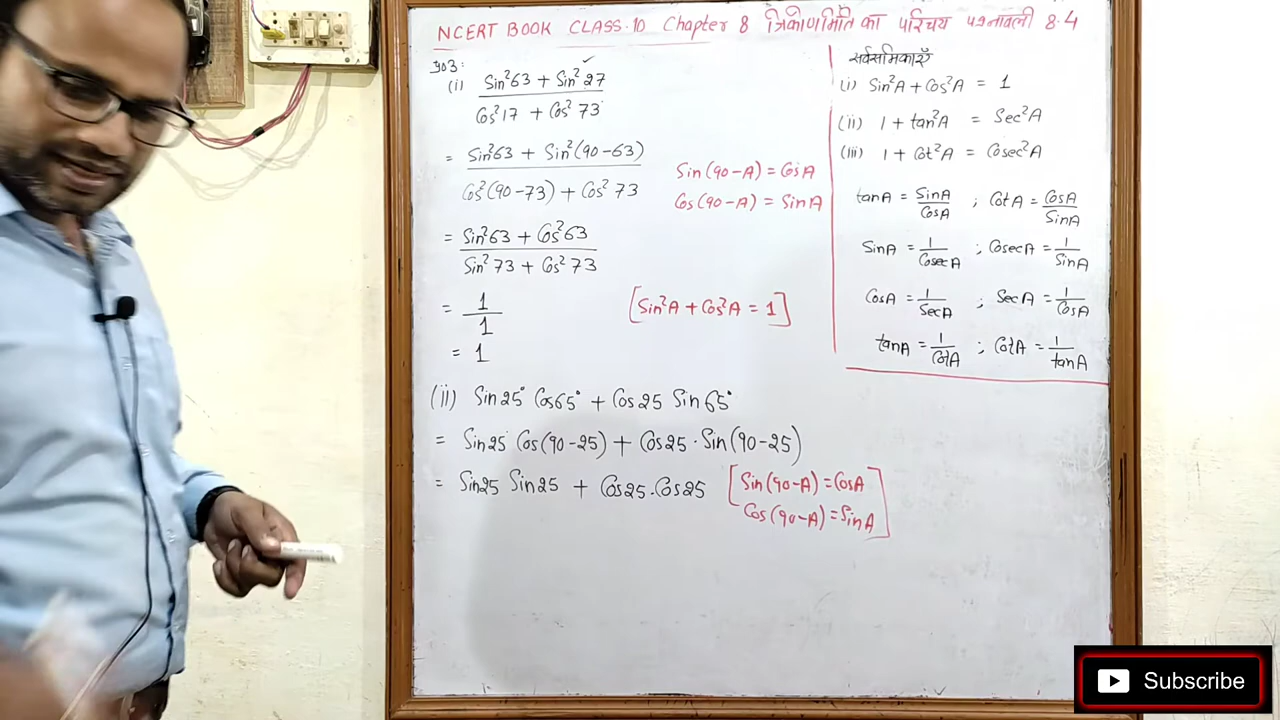 NCERT BOOK CLASS-10 Chapter 8 त्रिकोणमिति का परिचय प्रश्नावली 8.4
प्र03:
(i) Sin²63 + Sin²27 ✓
Cos²17 + Cos²73
= Sin²63 + Sin²(90-63)
Cos²(90-73) + Cos²73
Sin(90-A) = CosA
Cos(90-A) = SinA
= Sin²63 + Cos²63
Sin²73 + Cos²73
= 1
1
[Sin²A + Cos²A = 1]
= 1
(ii) Sin25° Cos65° + Cos25 Sin65°
= Sin25 Cos(90-25) + Cos25 · Sin(90-25)
= Sin25 Sin25 + Cos25 . Cos25
[Sin(90-A) = CosA
Cos(90-A) = SinA]
सर्वसमिकाएँ
(i) Sin²A + Cos²A = 1
(ii) 1 + tan²A = Sec²A
(iii) 1 + Cot²A = Cosec²A
tanA = SinA/CosA ; CotA = CosA/SinA
SinA = 1/CosecA ; CosecA = 1/SinA
CosA = 1/SecA ; SecA = 1/CosA
tanA = 1/CotA ; CotA = 1/tanA
Subscribe